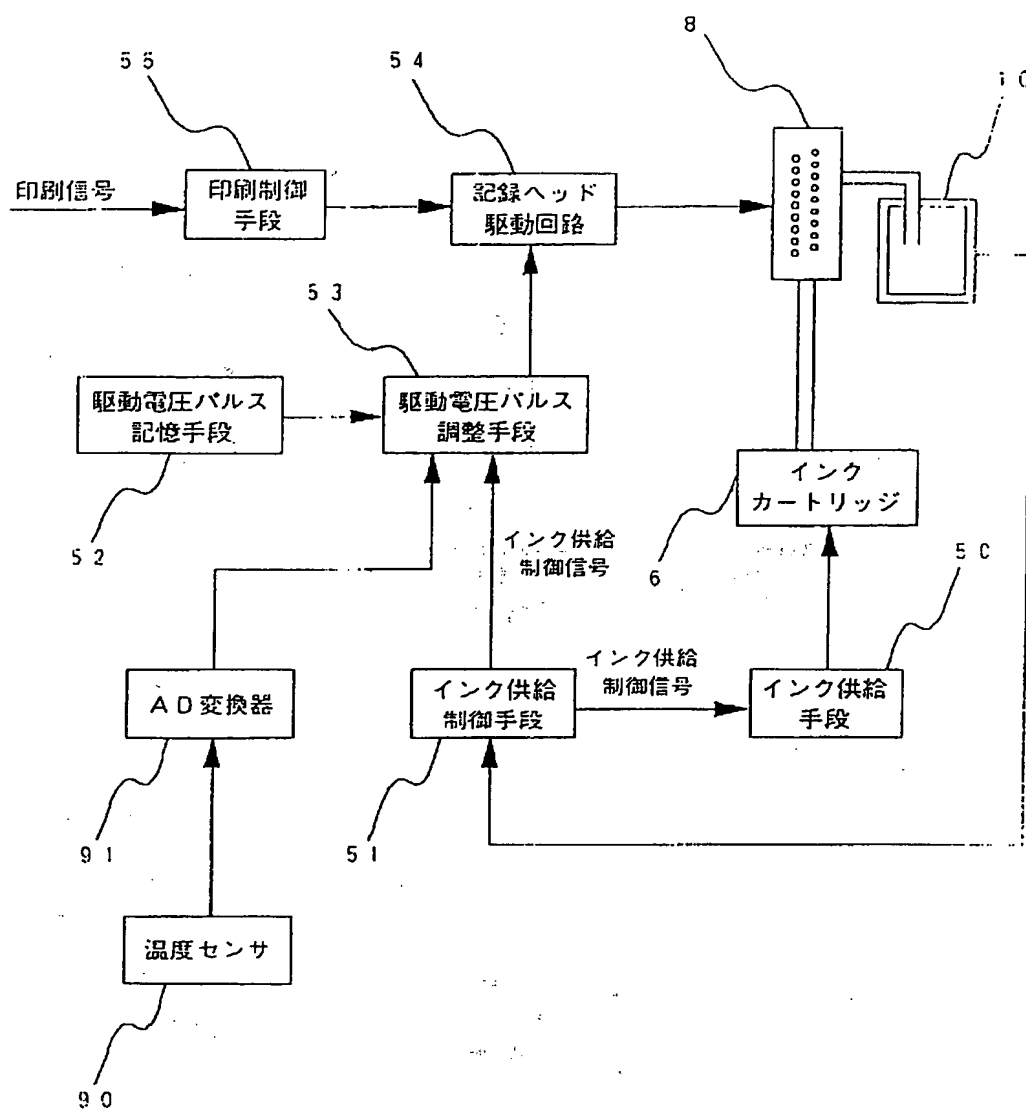 8
55
54
10
印刷信号
印刷制御
手段
記録ヘッド
駆動回路
53
駆動電圧パルス
記憶手段
駆動電圧パルス
調整手段
インク
カートリッジ
52
インク供給
制御信号
6
50
インク供給
制御信号
AD変換器
インク供給
制御手段
インク供給
手段
91
51
温度センサ
90